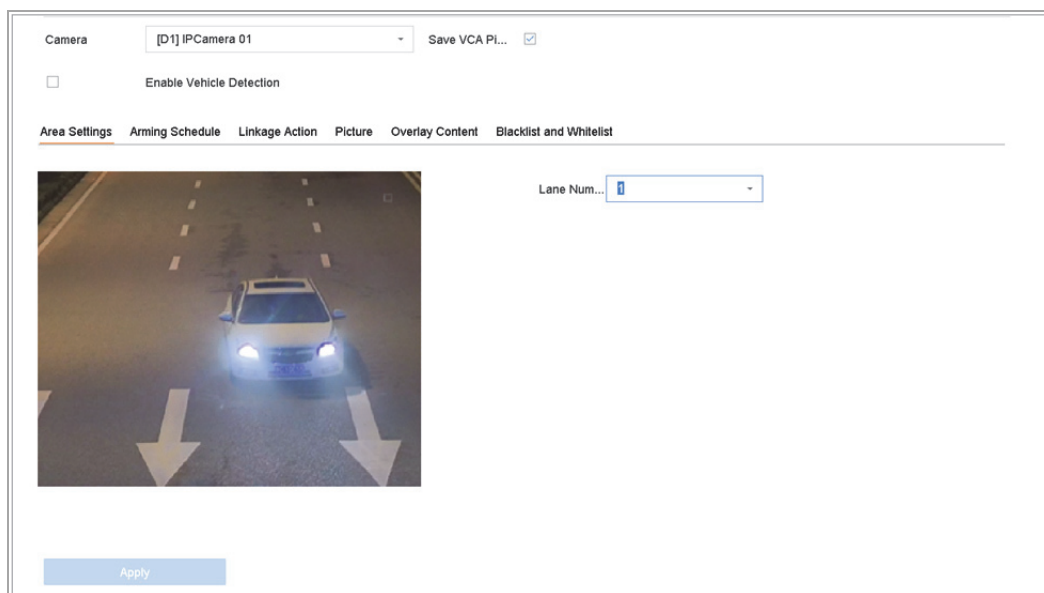 Camera [D1] IPCamera 01 Save VCA Pi...
Enable Vehicle Detection
Area Settings Arming Schedule Linkage Action Picture Overlay Content Blacklist and Whitelist
Lane Num... 1
Apply